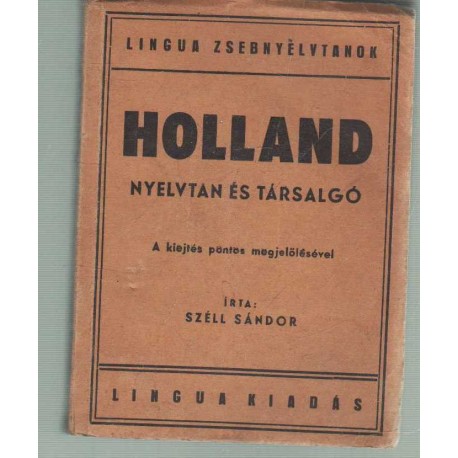 LINGUA ZSEBNYELVTANOK
HOLLAND
NYELVTAN ÉS TÁRSALGÓ
A kiejtés pontos megjelölésével
ÍRTA:
SZÉLL SÁNDOR
LINGUA KIADÁS